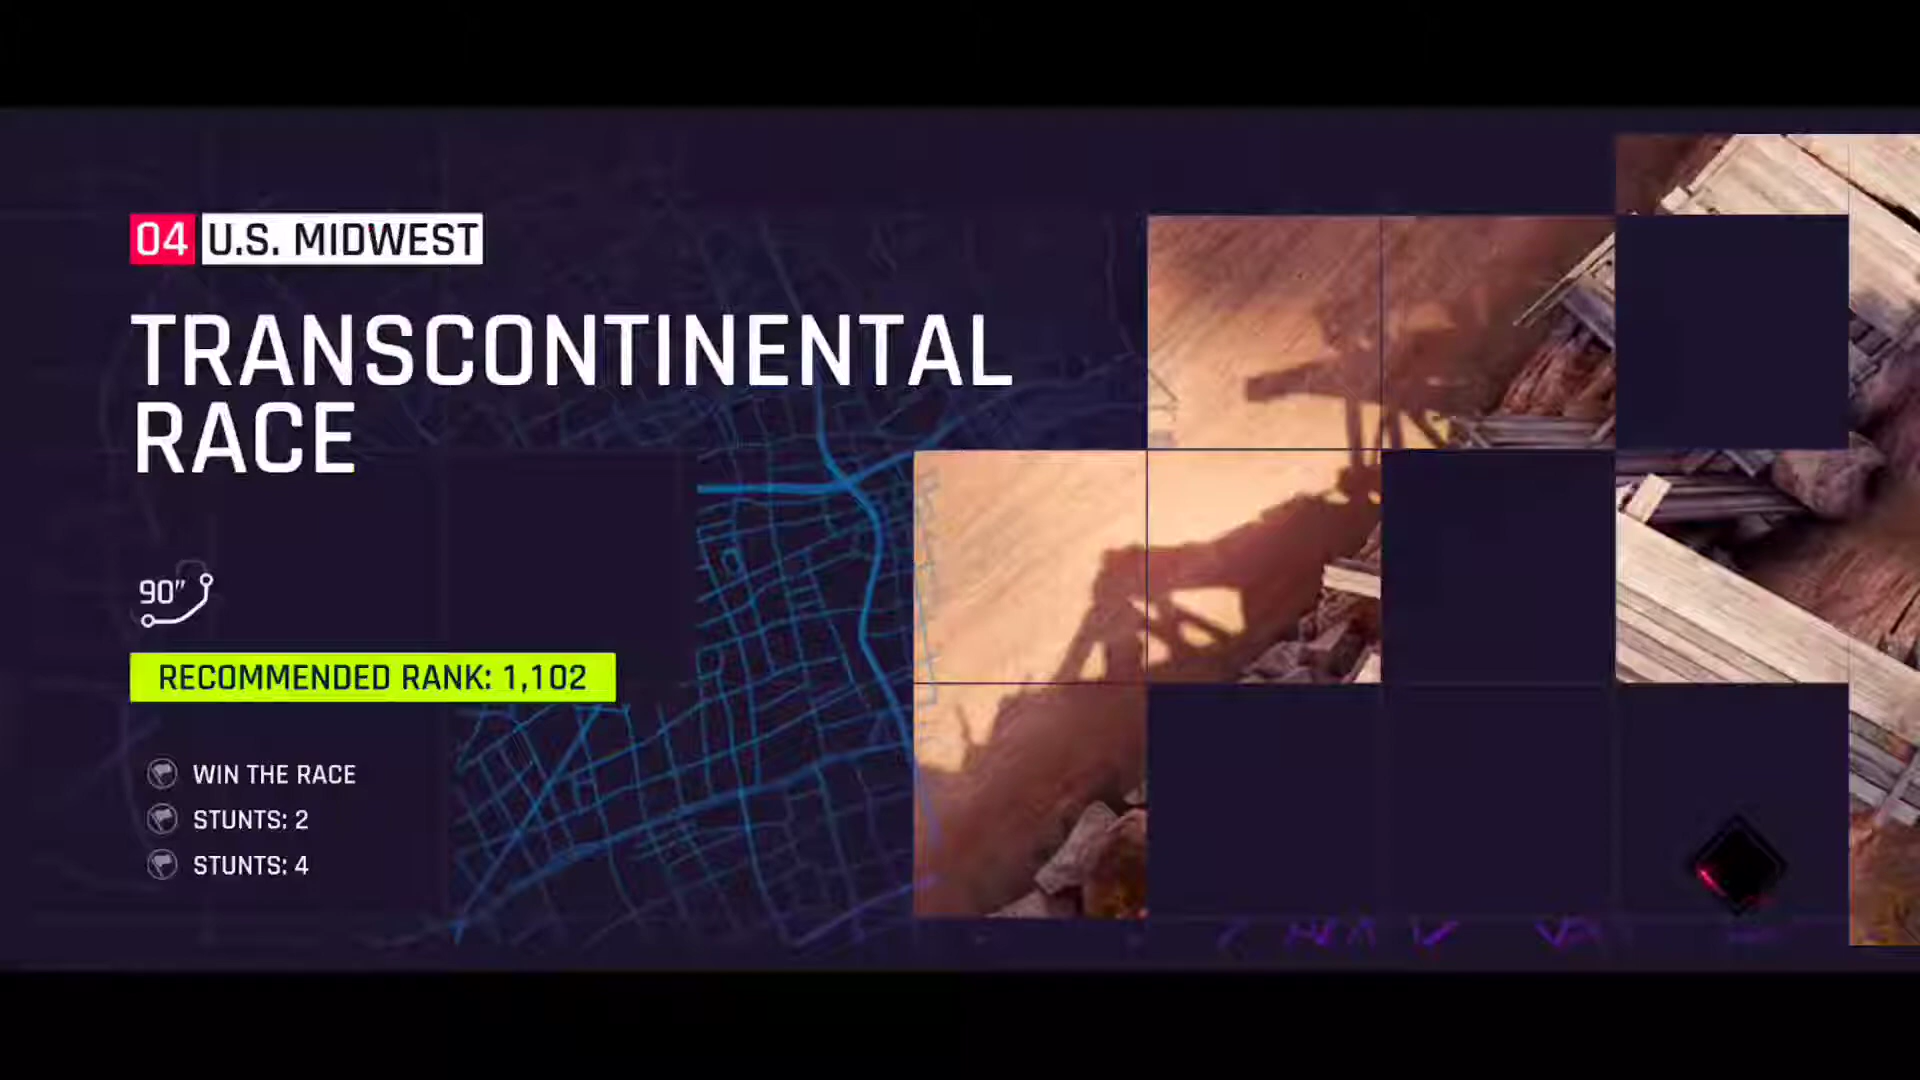 04 U.S. MIDWEST
TRANSCONTINENTAL
RACE
90"
RECOMMENDED RANK: 1,102
WIN THE RACE
STUNTS: 2
STUNTS: 4